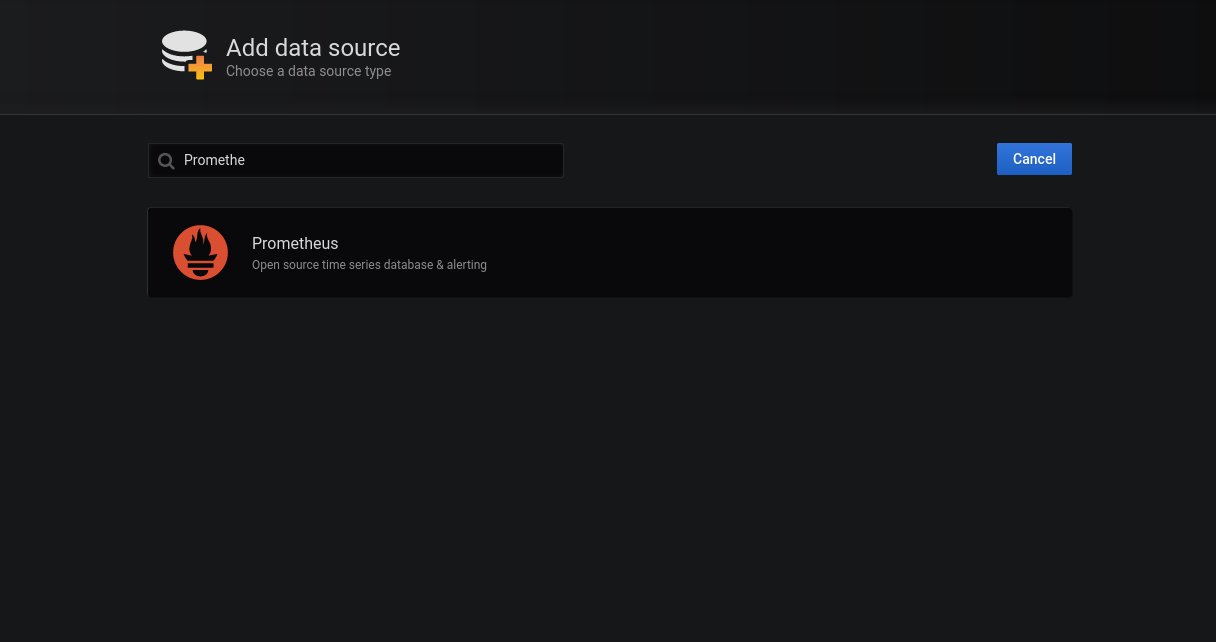 Add data source
Choose a data source type
Promethe
Cancel
Prometheus
Open source time series database & alerting